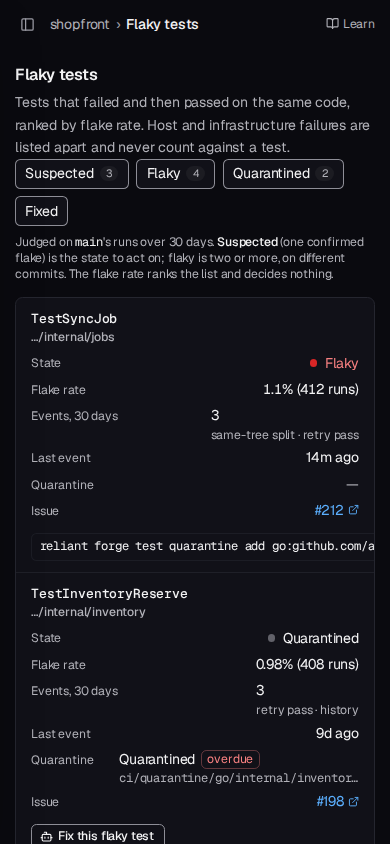 shopfront › Flaky tests
Learn
Flaky tests
Tests that failed and then passed on the same code,
ranked by flake rate. Host and infrastructure failures are
listed apart and never count against a test.
Suspected 3
Flaky 4
Quarantined 2
Fixed
Judged on main's runs over 30 days. Suspected (one confirmed
flake) is the state to act on; flaky is two or more, on different
commits. The flake rate ranks the list and decides nothing.
TestSyncJob
…/internal/jobs
State Flaky
Flake rate 1.1% (412 runs)
Events, 30 days 3
same-tree split · retry pass
Last event 14m ago
Quarantine —
Issue #212
reliant forge test quarantine add go:github.com/a
TestInventoryReserve
…/internal/inventory
State Quarantined
Flake rate 0.98% (408 runs)
Events, 30 days 3
retry pass · history
Last event 9d ago
Quarantine Quarantined overdue
ci/quarantine/go/internal/inventor…
Issue #198
Fix this flaky test